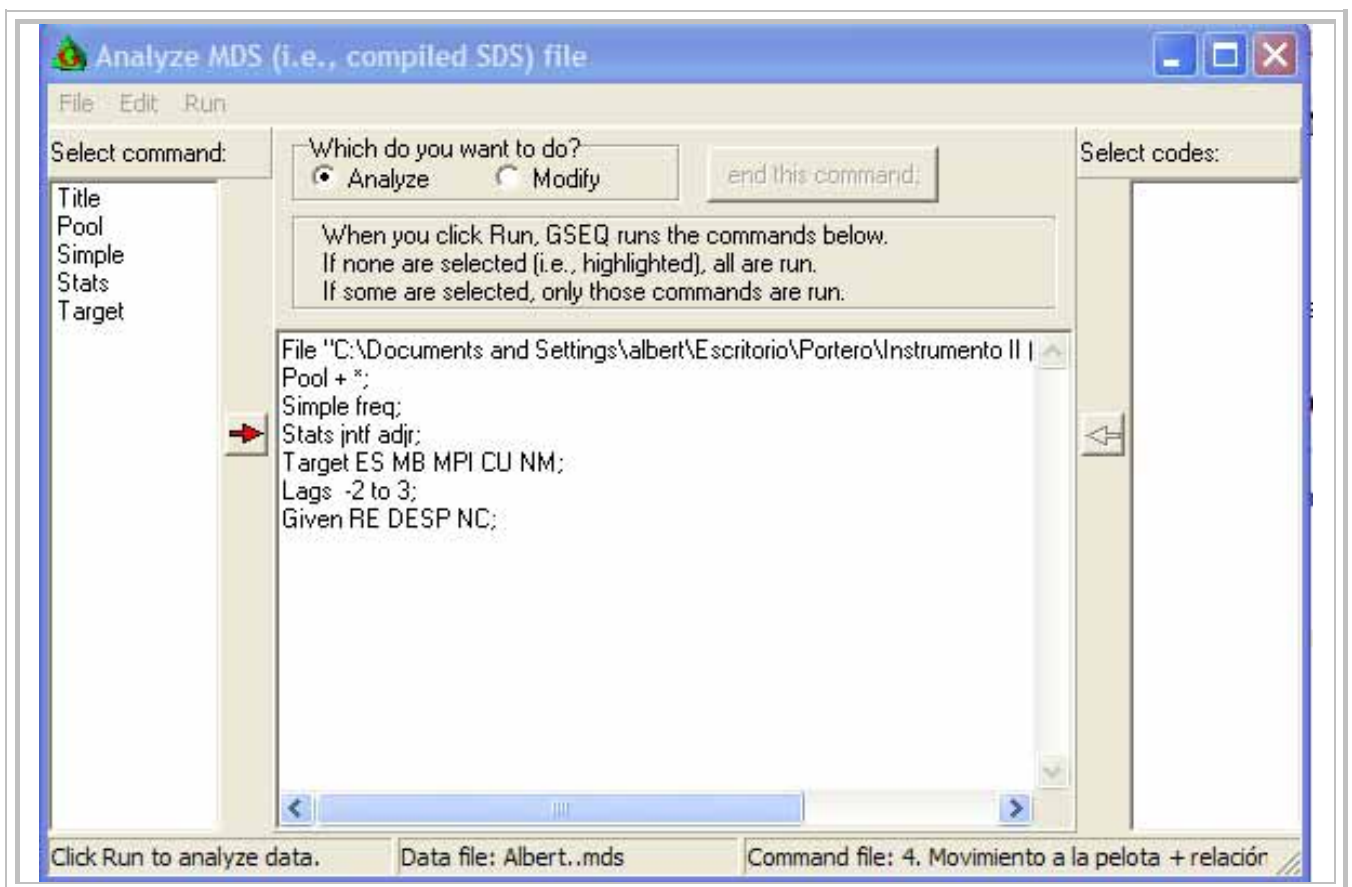 Analyze MDS (i.e., compiled SDS) file
File Edit Run
Select command:
Title
Pool
Simple
Stats
Target
Which do you want to do?
Analyze Modify
end this command;
When you click Run, GSEQ runs the commands below.
If none are selected (i.e., highlighted), all are run.
If some are selected, only those commands are run.
File "C:\Documents and Settings\albert\Escritorio\Portero\Instrumento II (
Pool + *;
Simple freq;
Stats jntf adjr;
Target ES MB MPI CU NM;
Lags -2 to 3;
Given RE DESP NC;
Select codes:
Click Run to analyze data.
Data file: Albert..mds
Command file: 4. Movimiento a la pelota + relación